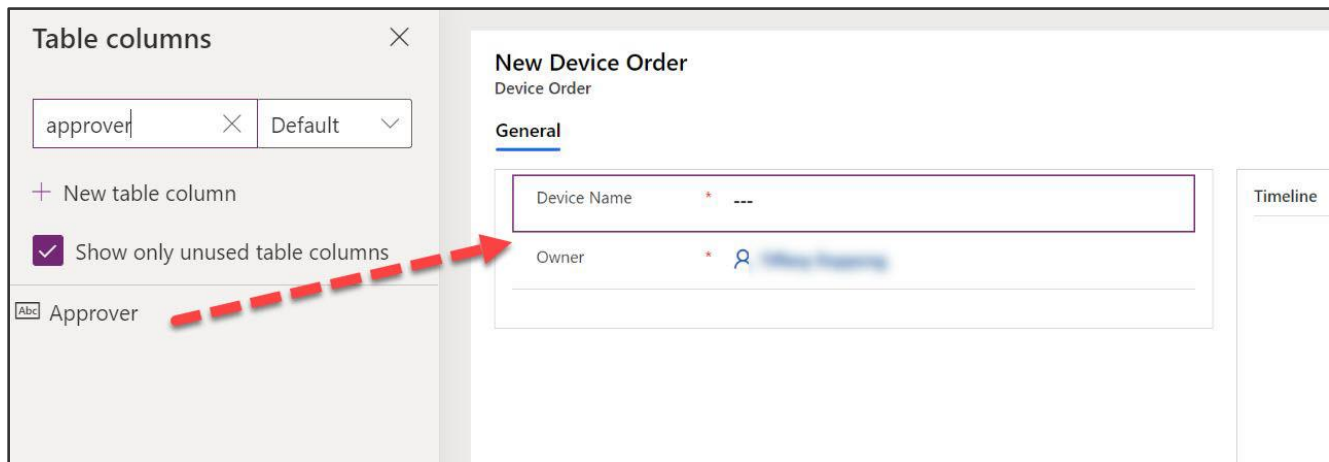 Table columns
approver
Default
New table column
Show only unused table columns
Abc Approver
New Device Order
Device Order
General
Device Name * ---
Owner *
Timeline